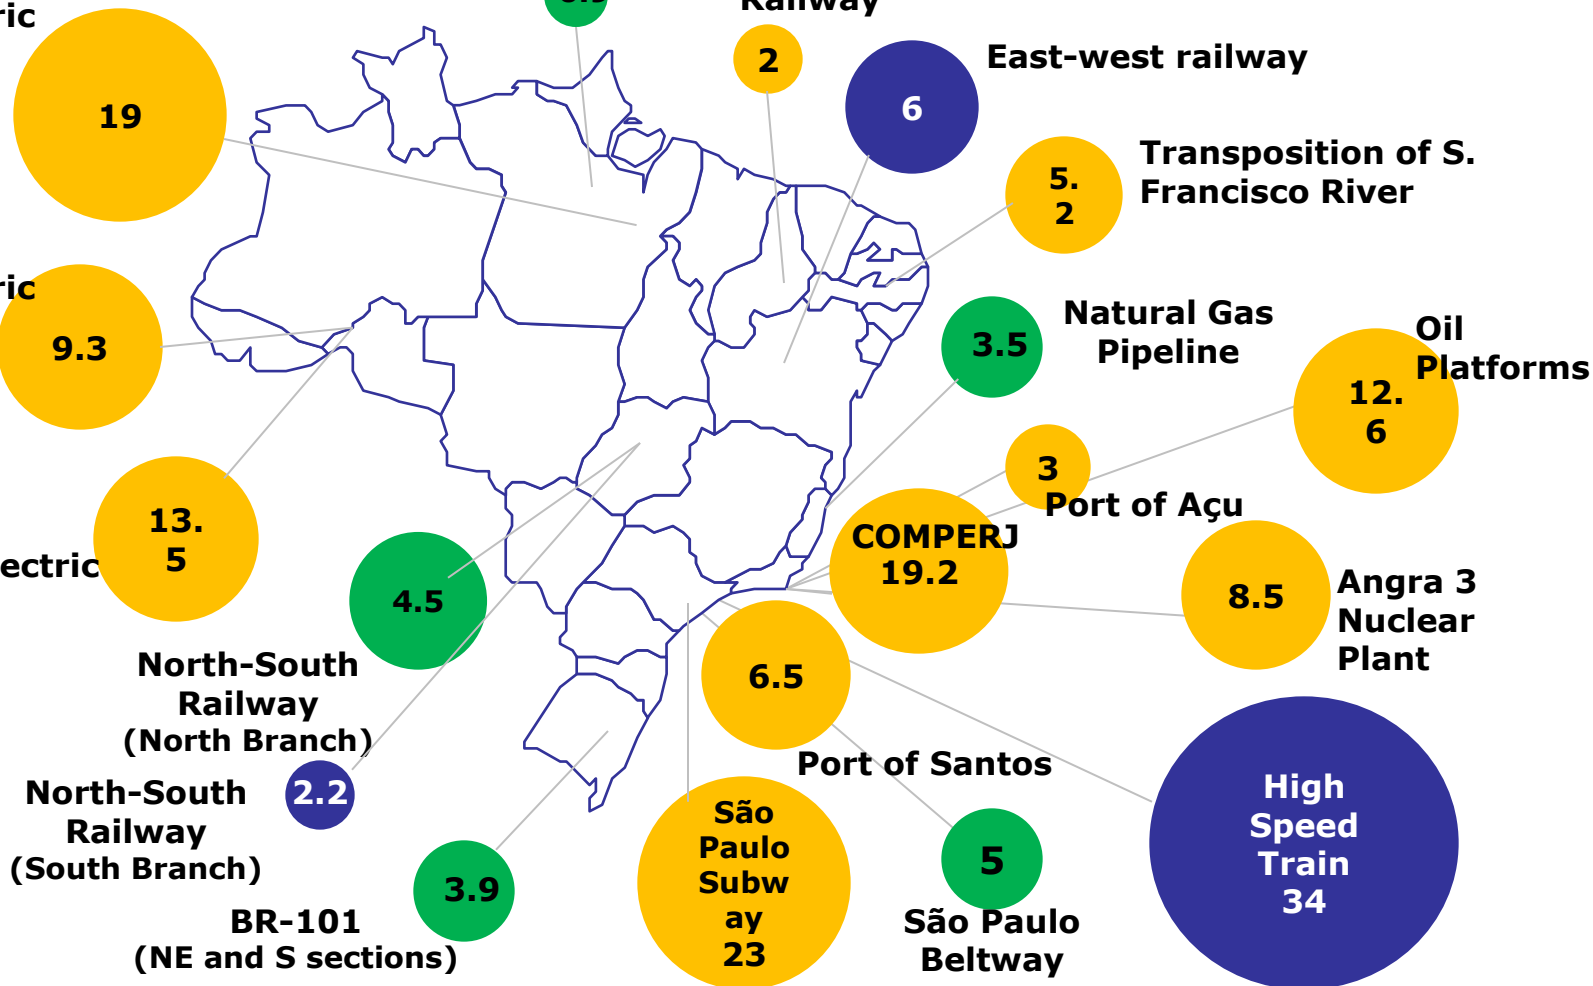 Railway
2
6
East-west railway
19
Transposition of S.
Francisco River
5.
2
9.3
3.5
Natural Gas
Pipeline
Oil
Platforms
12.
6
3
Port of Açu
13.
5
COMPERJ
19.2
4.5
8.5
Angra 3
Nuclear
Plant
North-South
Railway
(North Branch)
6.5
Port of Santos
2.2
North-South
Railway
(South Branch)
3.9
BR-101
(NE and S sections)
São
Paulo
Subw
ay
23
5
São Paulo
Beltway
High
Speed
Train
34